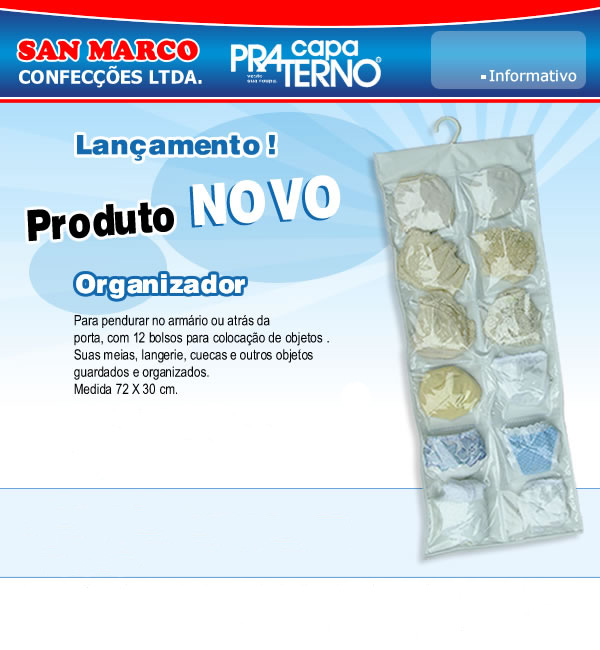 SAN MARCO
CONFECÇÕES LTDA.
PRA capa
TERNO
Informativo
Lançamento !
Produto NOVO
Organizador
Para pendurar no armário ou atrás da
porta, com 12 bolsos para colocação de objetos .
Suas meias, langerie, cuecas e outros objetos
guardados e organizados.
Medida 72 X 30 cm.